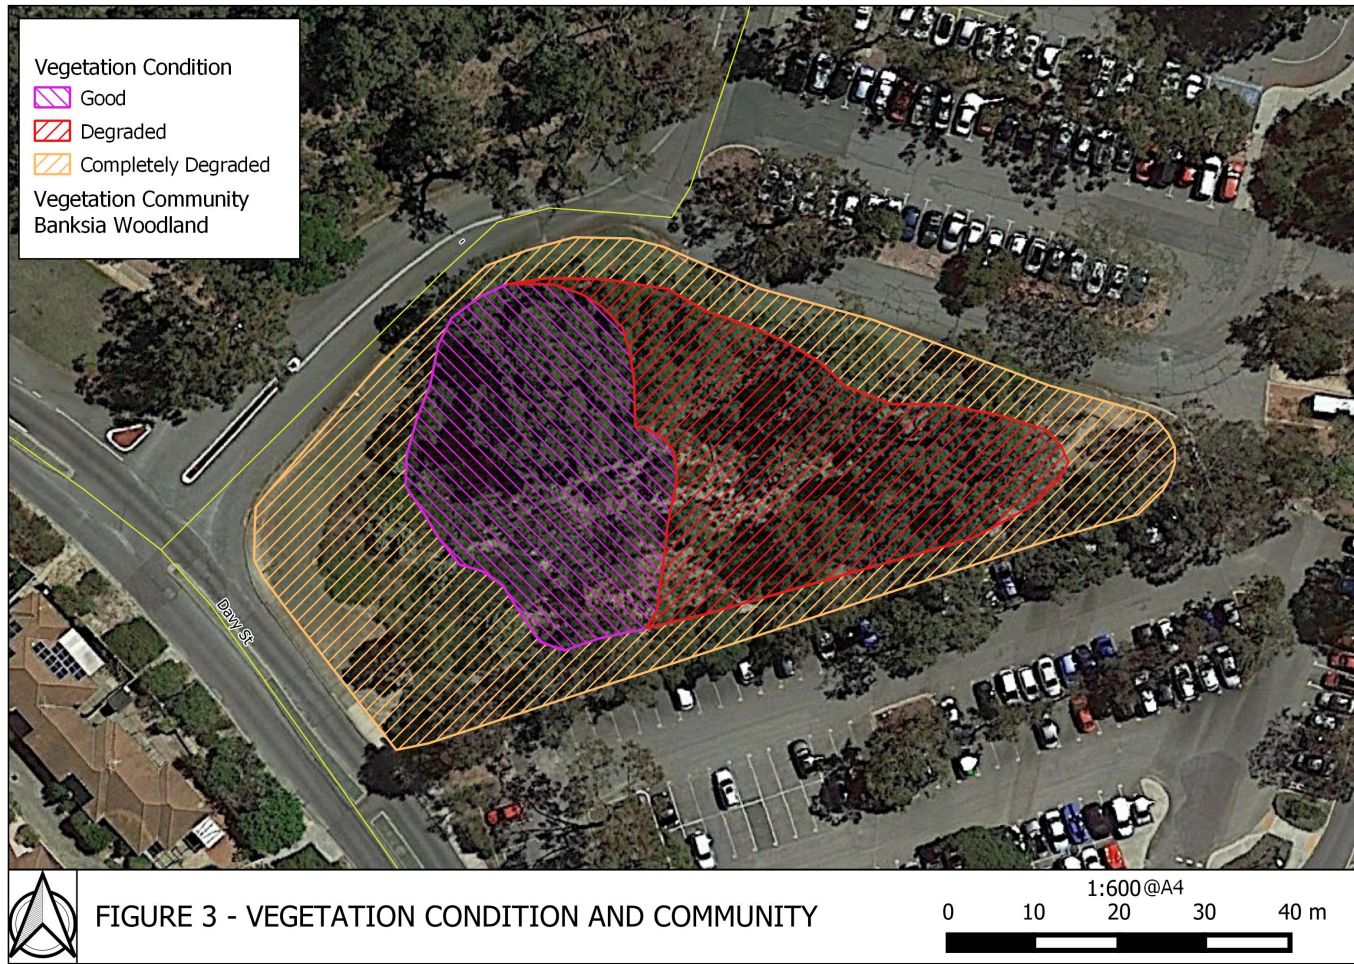 Vegetation Condition
Good
Degraded
Completely Degraded
Vegetation Community
Banksia Woodland
Davy St
FIGURE 3 - VEGETATION CONDITION AND COMMUNITY
1:600@A4
0 10 20 30 40 m